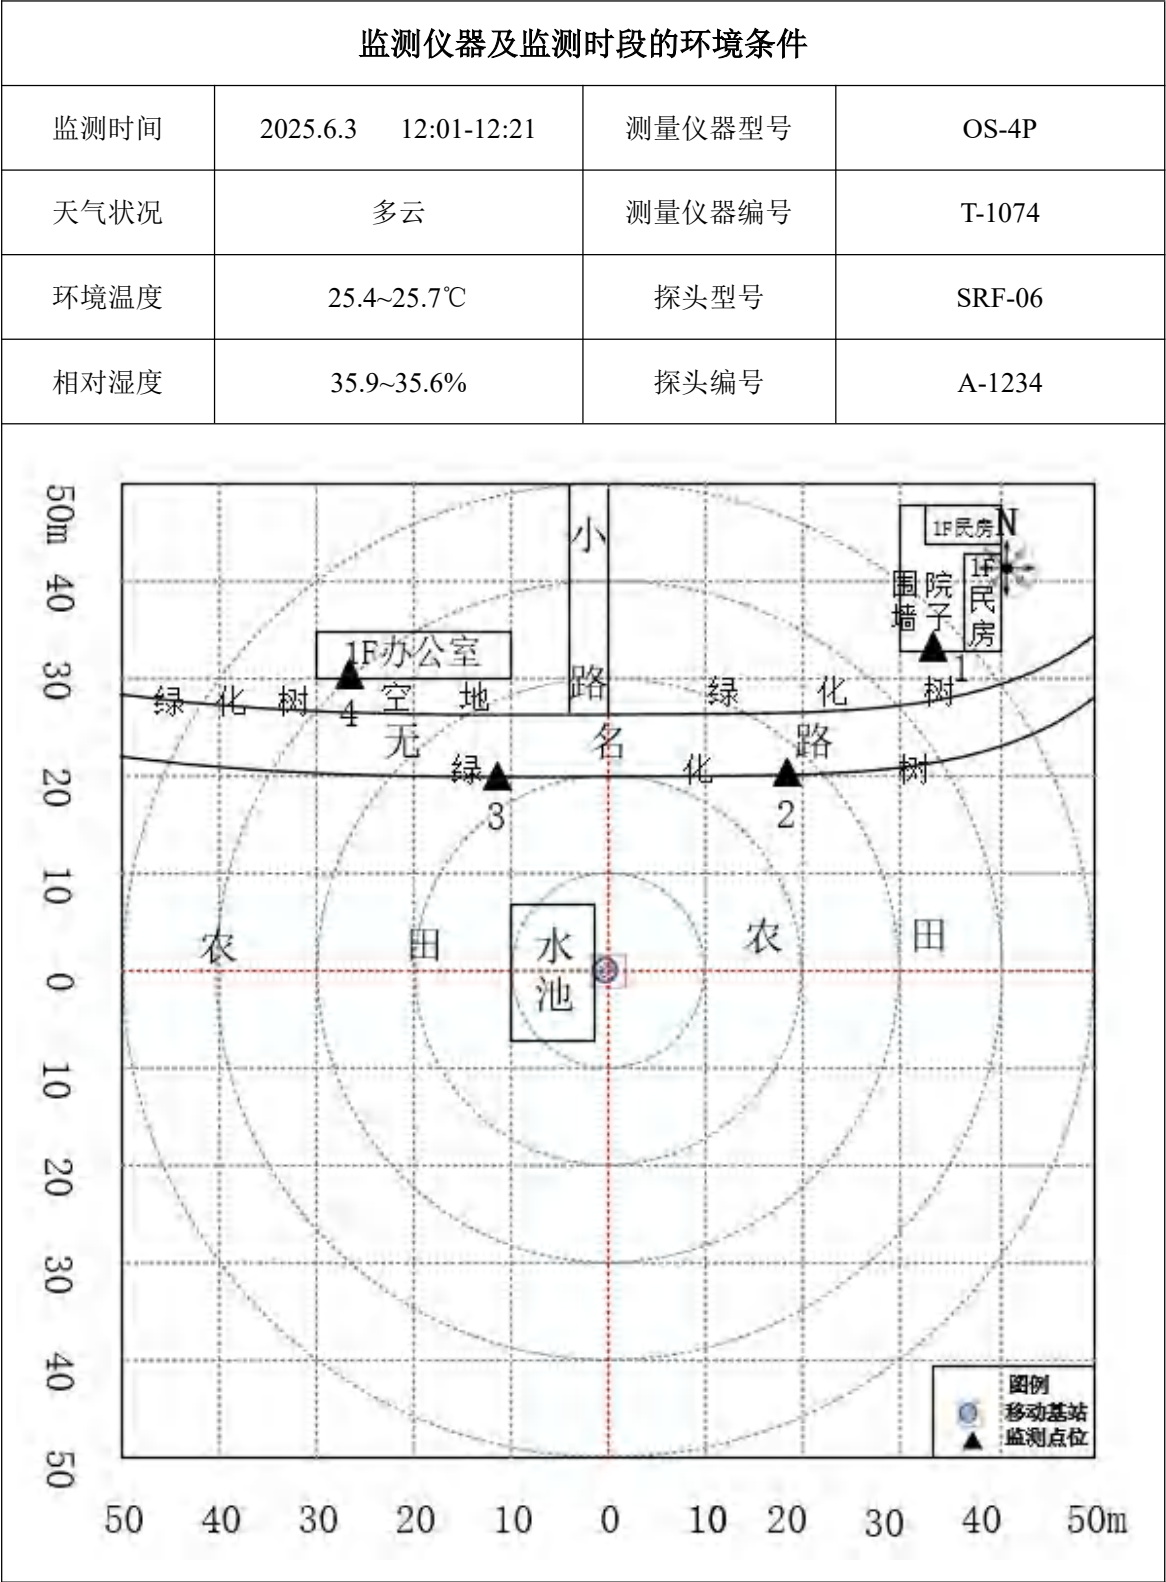 监测仪器及监测时段的环境条件
监测时间 2025.6.3 12:01-12:21 测量仪器型号 OS-4P
天气状况 多云 测量仪器编号 T-1074
环境温度 25.4~25.7℃ 探头型号 SRF-06
相对湿度 35.9~35.6% 探头编号 A-1234
50m
40
30
20
10
0
10
20
30
40
50
小路
1F民房
N
1F民房
围墙
院子
1
1F办公室
绿化树
空地
绿化树
4
无名路
绿化树
3
2
农田
水池
农田
图例
移动基站
监测点位
50 40 30 20 10 0 10 20 30 40 50m